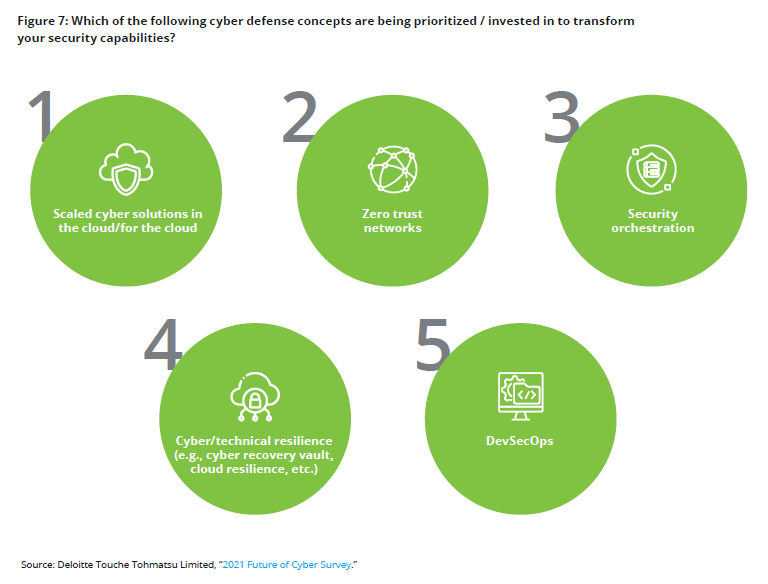 Figure 7: Which of the following cyber defense concepts are being prioritized / invested in to transform
your security capabilities?
1
Scaled cyber solutions in
the cloud/for the cloud
2
Zero trust
networks
3
Security
orchestration
4
Cyber/technical resilience
(e.g., cyber recovery vault,
cloud resilience, etc.)
5
DevSecOps
Source: Deloitte Touche Tohmatsu Limited, “2021 Future of Cyber Survey.”